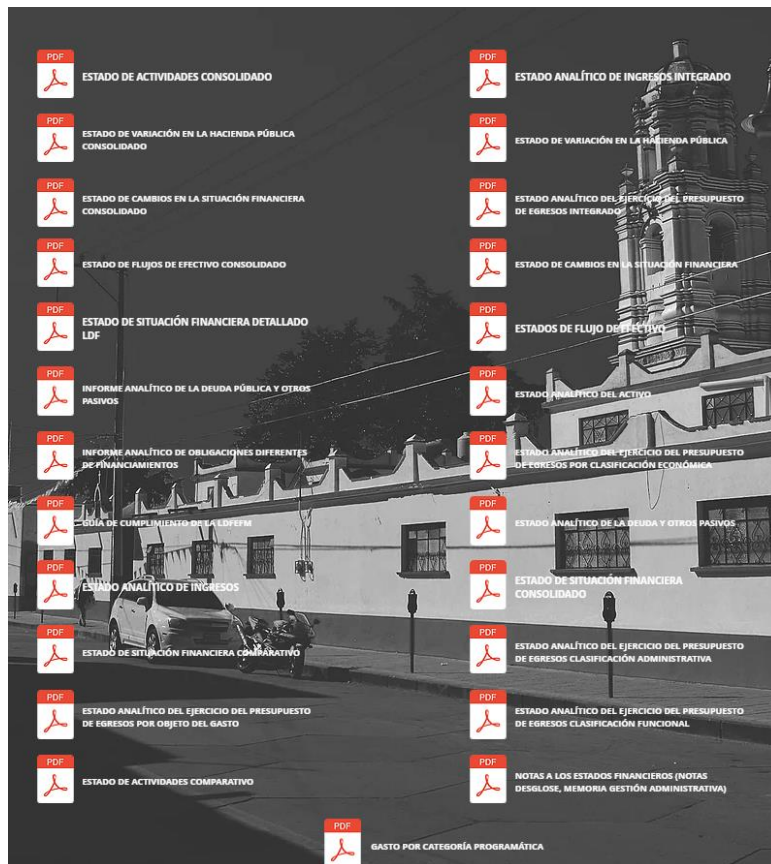 PDF
ESTADO DE ACTIVIDADES CONSOLIDADO
PDF
ESTADO DE VARIACIÓN EN LA HACIENDA PÚBLICA
CONSOLIDADO
PDF
ESTADO DE CAMBIOS EN LA SITUACIÓN FINANCIERA
CONSOLIDADO
PDF
ESTADO DE FLUJOS DE EFECTIVO CONSOLIDADO
PDF
ESTADO DE SITUACIÓN FINANCIERA DETALLADO
LDF
PDF
INFORME ANALÍTICO DE LA DEUDA PÚBLICA Y OTROS
PASIVOS
PDF
INFORME ANALÍTICO DE OBLIGACIONES DIFERENTES
DE FINANCIAMIENTOS
PDF
GUÍA DE CUMPLIMIENTO DE LA LDFEFM
PDF
ESTADO ANALÍTICO DE INGRESOS
PDF
ESTADO DE SITUACIÓN FINANCIERA COMPARATIVO
PDF
ESTADO ANALÍTICO DEL EJERCICIO DEL PRESUPUESTO
DE EGRESOS POR OBJETO DEL GASTO
PDF
ESTADO DE ACTIVIDADES COMPARATIVO
PDF
ESTADO ANALÍTICO DE INGRESOS INTEGRADO
PDF
ESTADO DE VARIACIÓN EN LA HACIENDA PÚBLICA
PDF
ESTADO ANALÍTICO DEL EJERCICIO DEL PRESUPUESTO
DE EGRESOS INTEGRADO
PDF
ESTADO DE CAMBIOS EN LA SITUACIÓN FINANCIERA
PDF
ESTADOS DE FLUJO DE EFECTIVO
PDF
ESTADO ANALÍTICO DEL ACTIVO
PDF
ESTADO ANALÍTICO DEL EJERCICIO DEL PRESUPUESTO
DE EGRESOS POR CLASIFICACIÓN ECONÓMICA
PDF
ESTADO ANALÍTICO DE LA DEUDA Y OTROS PASIVOS
PDF
ESTADO DE SITUACIÓN FINANCIERA
CONSOLIDADO
PDF
ESTADO ANALÍTICO DEL EJERCICIO DEL PRESUPUESTO
DE EGRESOS CLASIFICACIÓN ADMINISTRATIVA
PDF
ESTADO ANALÍTICO DEL EJERCICIO DEL PRESUPUESTO
DE EGRESOS CLASIFICACIÓN FUNCIONAL
PDF
NOTAS A LOS ESTADOS FINANCIEROS (NOTAS
DESGLOSE, MEMORIA GESTIÓN ADMINISTRATIVA)
PDF
GASTO POR CATEGORÍA PROGRAMÁTICA